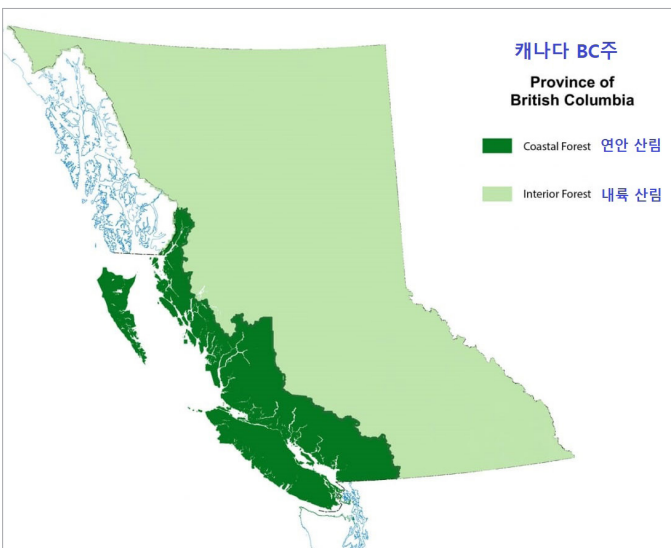 캐나다 BC주
Province of
British Columbia
Coastal Forest 연안 산림
Interior Forest 내륙 산림